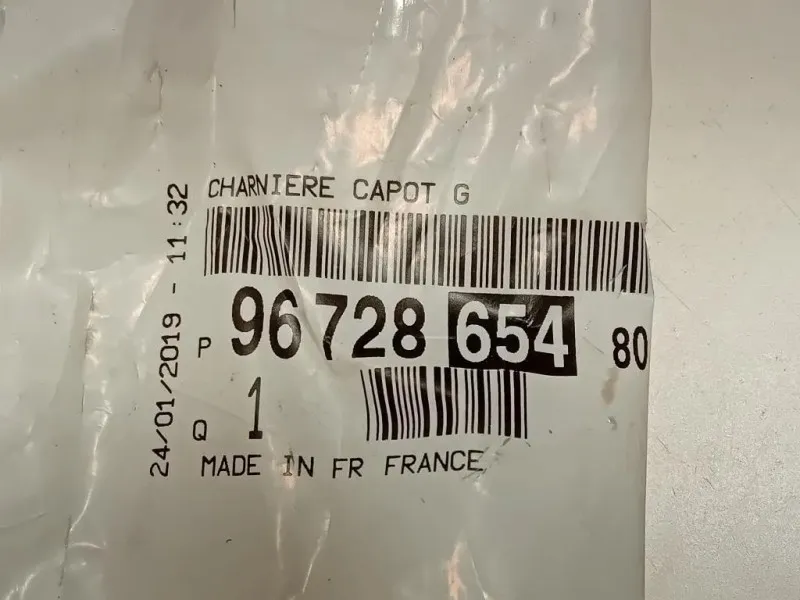 CHARNIERE CAPOT G
P 96 728 654 80
Q 1
MADE IN FR FRANCE
24/01/2019 - 11:32